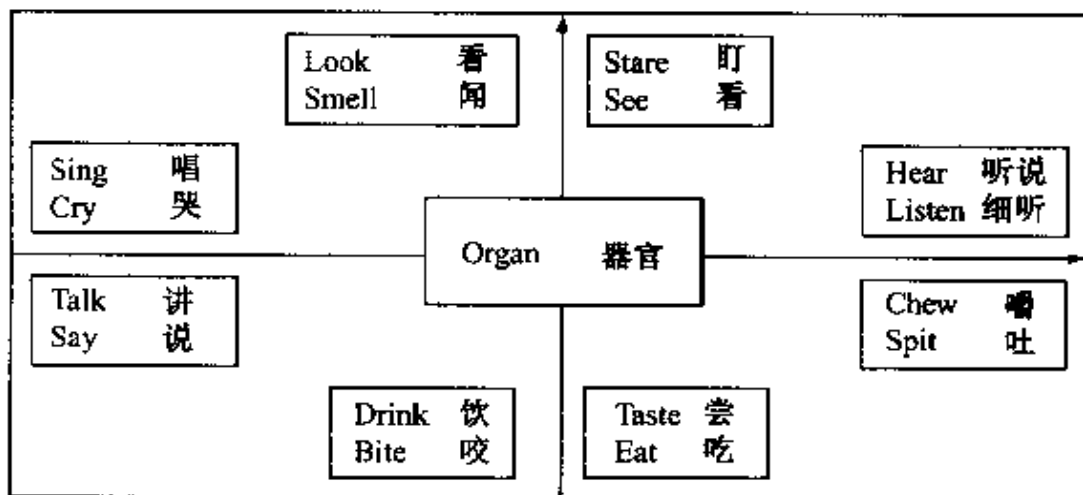 Look 看
Smell 闻
Stare 盯
See 看
Sing 唱
Cry 哭
Hear 听说
Listen 细听
Organ 器官
Talk 讲
Say 说
Chew 嚼
Spit 吐
Drink 饮
Bite 咬
Taste 尝
Eat 吃